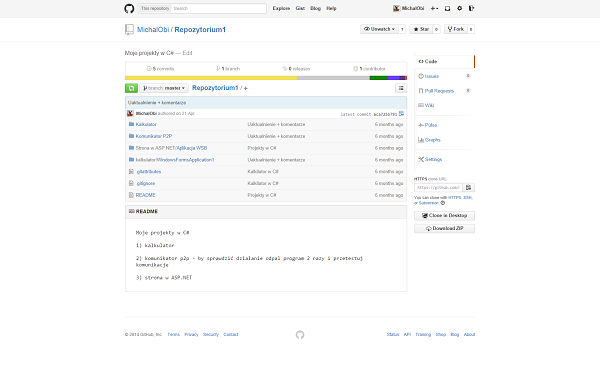 This repository Search Explore Gist Blog Help MichalObi
MichalObi / Repozytorium1 Unwatch 1 Star 0 Fork 0
Moje projekty w C# — Edit
5 commits 1 branch 0 releases 1 contributor
branch: master Repozytorium1 / +
Uaktualnienie + komentarze
MichalObi authored on 21 Apr latest commit
Kalkulator Uaktualnienie + komentarze 6 months ago
Komunikator P2P Uaktualnienie + komentarze 6 months ago
Strona w ASP.NET/Aplikacja WSB Projekty w C# 6 months ago
kalkulator/WindowsFormsApplication1 Uaktualnienie + komentarze 6 months ago
.gitattributes Kalklator w C# 6 months ago
.gitignore Kalklator w C# 6 months ago
README Projekty w C# 6 months ago
README
Moje projekty w C#
1) kalkulator
2) komunikator p2p - by sprawdzić działanie odpal program 2 razy i przetestuj
komunikację
3) strona w ASP.NET
Code
Issues 0
Pull Requests 0
Wiki
Pulse
Graphs
Settings
HTTPS clone URL
https://github.com/
You can clone with HTTPS, SSH,
or Subversion.
Clone in Desktop
Download ZIP
© 2014 GitHub, Inc. Terms Privacy Security Contact Status API Training Shop Blog About